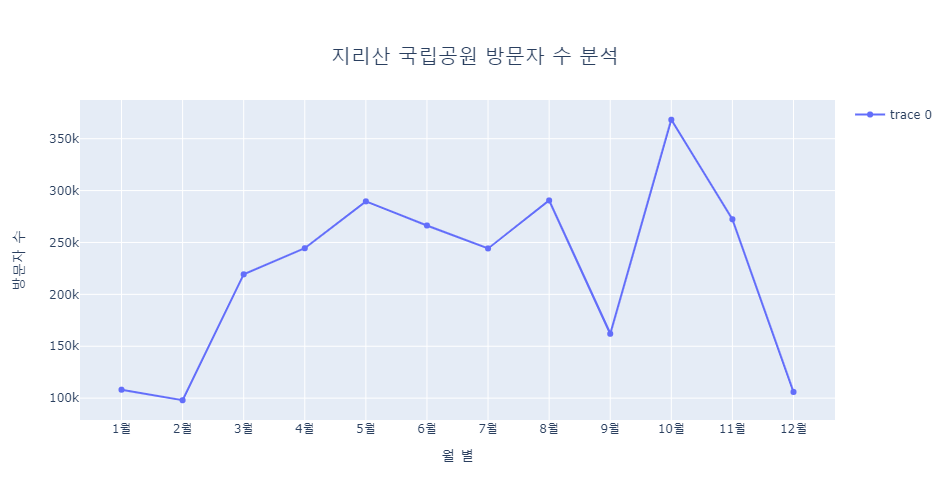 지리산 국립공원 방문자 수 분석
trace 0
방문자 수
350k
300k
250k
200k
150k
100k
1월 2월 3월 4월 5월 6월 7월 8월 9월 10월 11월 12월
월 별